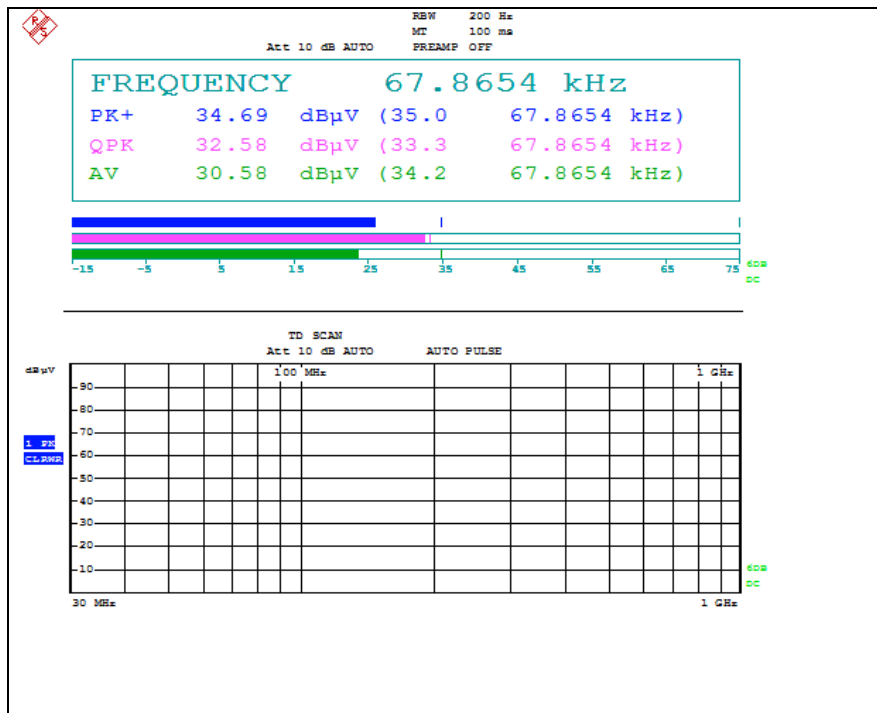 R S
RBW 200 Hz
MT 100 ms
Att 10 dB AUTO PREAMP OFF
FREQUENCY 67.8654 kHz
PK+ 34.69 dBµV (35.0 67.8654 kHz)
QPK 32.58 dBµV (33.3 67.8654 kHz)
AV 30.58 dBµV (34.2 67.8654 kHz)
-15 -5 5 15 25 35 45 55 65 75
6DB
DC
TD SCAN
Att 10 dB AUTO AUTO PULSE
dBµV
100 MHz 1 GHz
90
80
70
1 PK
60
CLRWR
50
40
30
20
10
6DB
DC
30 MHz 1 GHz